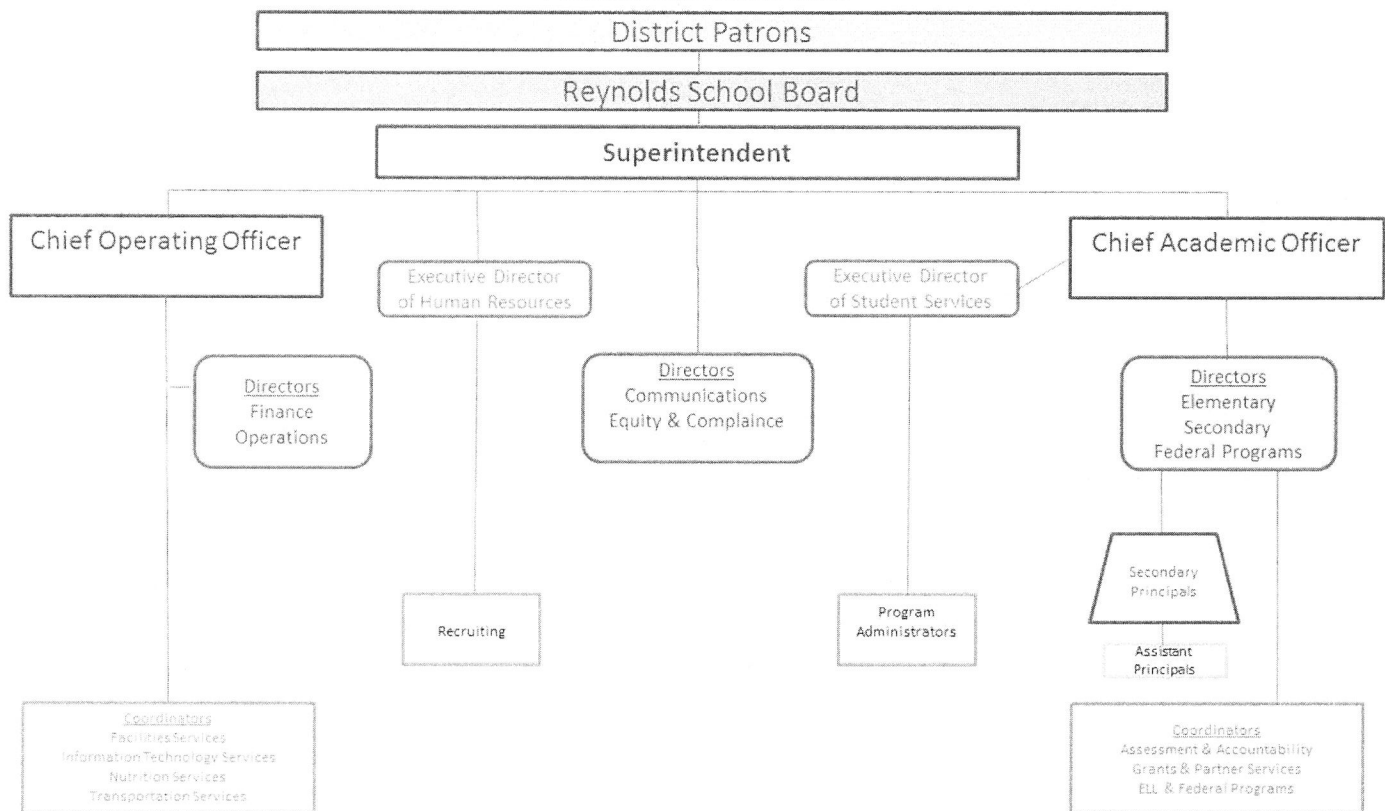 District Patrons
Reynolds School Board
Superintendent
Chief Operating Officer
Chief Academic Officer
Executive Director
of Human Resources
Executive Director
of Student Services
Directors
Finance
Operations
Directors
Communications
Equity & Complaince
Directors
Elementary
Secondary
Federal Programs
Secondary
Principals
Recruiting
Program
Administrators
Assistant
Principals
Coordinators
Facilities Services
Information Technology Services
Nutrition Services
Transportation Services
Coordinators
Assessment & Accountability
Grants & Partner Services
ELL & Federal Programs